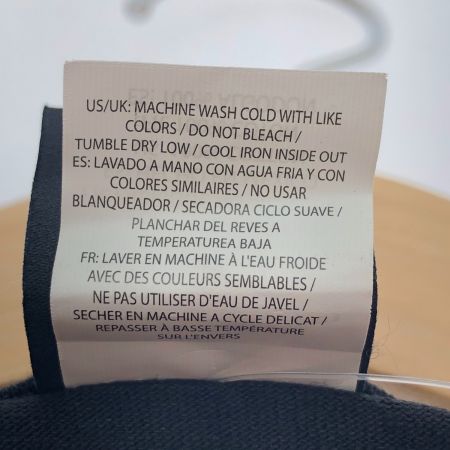 US/UK: MACHINE WASH COLD WITH LIKE
COLORS / DO NOT BLEACH /
TUMBLE DRY LOW / COOL IRON INSIDE OUT
ES: LAVADO A MANO CON AGUA FRIA Y CON
COLORES SIMILAIRES / NO USAR
BLANQUEADOR / SECADORA CICLO SUAVE /
PLANCHAR DEL REVES A
TEMPERATUREA BAJA
FR: LAVER EN MACHINE À L'EAU FROIDE
AVEC DES COULEURS SEMBLABLES /
NE PAS UTILISER D'EAU DE JAVEL /
SECHER EN MACHINE A CYCLE DELICAT /
REPASSER À BASSE TEMPÉRATURE
SUR L'ENVERS